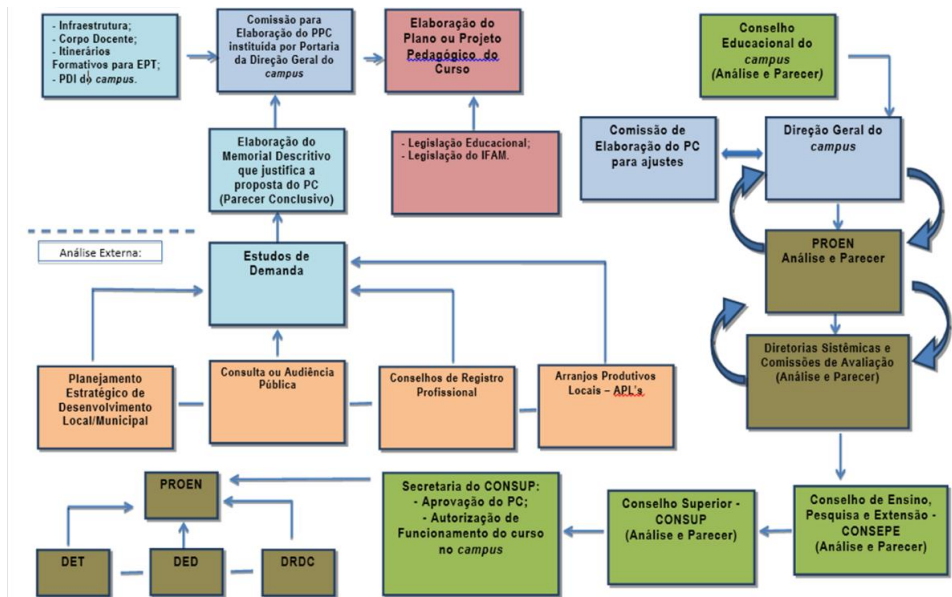 - Infraestrutura;
- Corpo Docente;
- Itinerários
Formativos para EPT;
- PDI do campus.
Comissão para
Elaboração do PPC
instituída por Portaria
da Direção Geral do
campus
Elaboração do
Plano ou Projeto
Pedagógico do
Curso
Conselho
Educacional do
campus
(Análise e Parecer)
Elaboração do
Memorial Descritivo
que justifica a
proposta do PC
(Parecer Conclusivo)
- Legislação Educacional;
- Legislação do IFAM.
Comissão de
Elaboração do PC
para ajustes
Direção Geral do
campus
Análise Externa:
Estudos de
Demanda
PROEN
Análise e Parecer
Diretorias Sistêmicas e
Comissões de Avaliação
(Análise e Parecer)
Planejamento
Estratégico de
Desenvolvimento
Local/Municipal
Consulta ou Audiência
Pública
Conselhos de Registro
Profissional
Arranjos Produtivos
Locais – APL's
PROEN
DET
DED
DRDC
Secretaria do CONSUP:
- Aprovação do PC;
- Autorização de
Funcionamento do curso
no campus
Conselho Superior -
CONSUP
(Análise e Parecer)
Conselho de Ensino,
Pesquisa e Extensão -
CONSEPE
(Análise e Parecer)